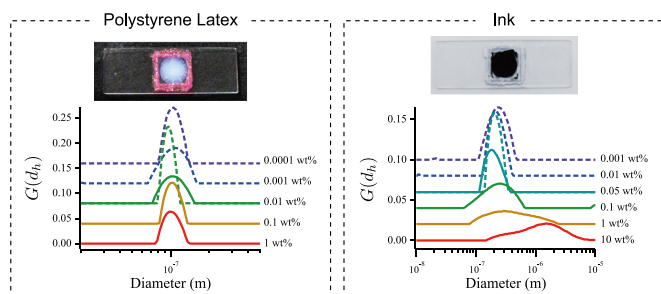 Polystyrene Latex
Ink
0.25
0.20
0.15
0.10
0.05
0.00
G(d_h)
0.0001 wt%
0.001 wt%
0.01 wt%
0.1 wt%
1 wt%
10^-7
Diameter (m)
0.15
0.10
0.05
0.00
G(d_h)
0.001 wt%
0.01 wt%
0.05 wt%
0.1 wt%
1 wt%
10 wt%
10^-8
10^-7
10^-6
10^-5
Diameter (m)